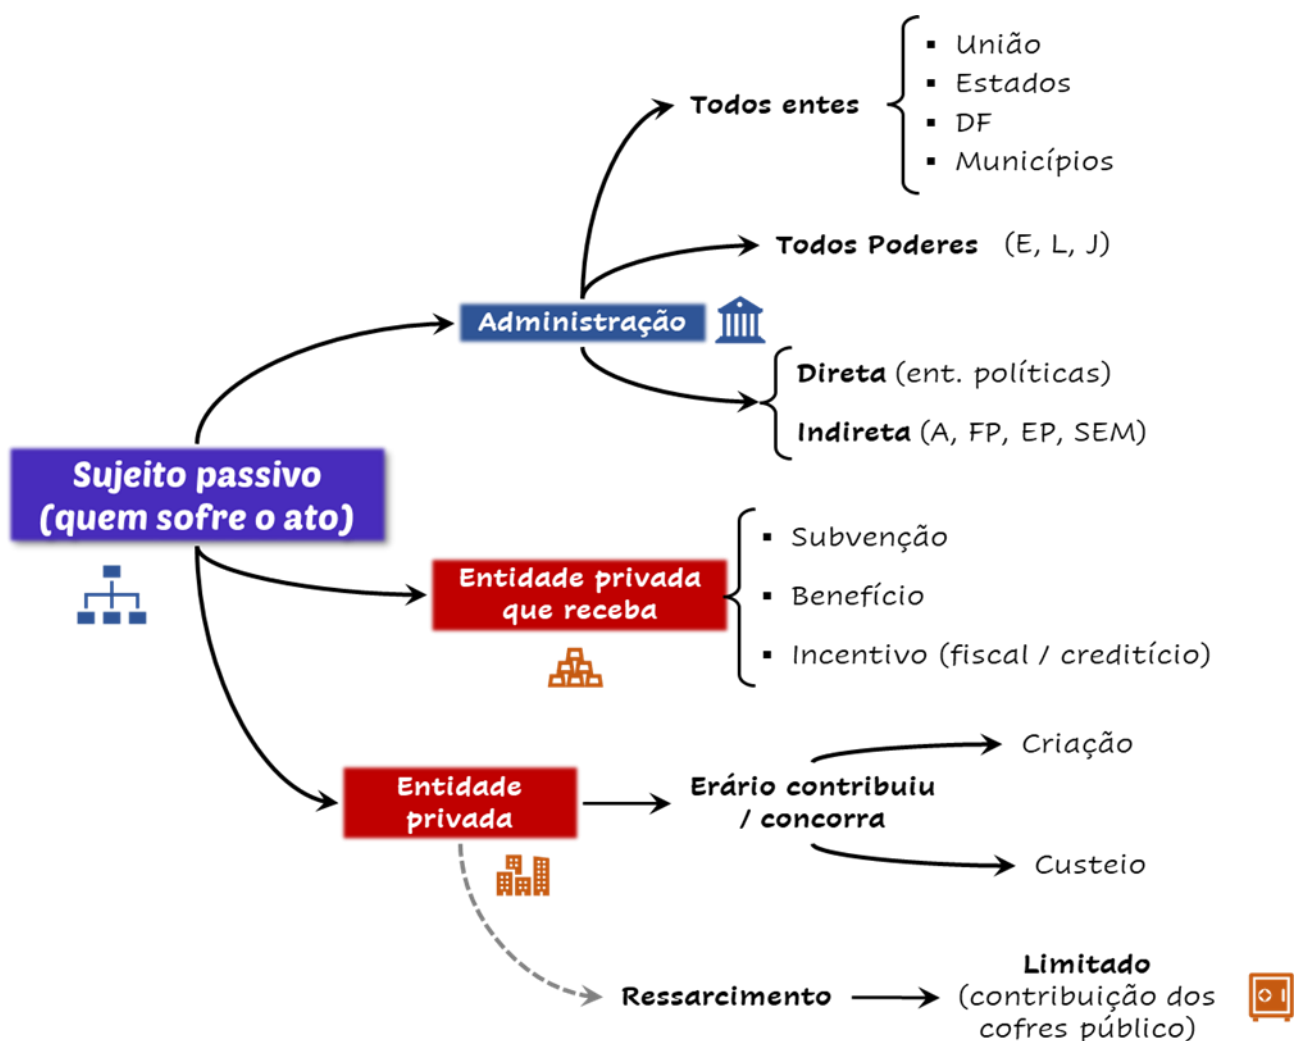 União
Estados
DF
Municípios
Todos entes
Todos Poderes (E, L, J)
Administração
Direta (ent. políticas)
Indireta (A, FP, EP, SEM)
Sujeito passivo
(quem sofre o ato)
Entidade privada
que receba
Subvenção
Benefício
Incentivo (fiscal / creditício)
Entidade
privada
Erário contribuiu
/ concorra
Criação
Custeio
Ressarcimento
Limitado
(contribuição dos
cofres público)